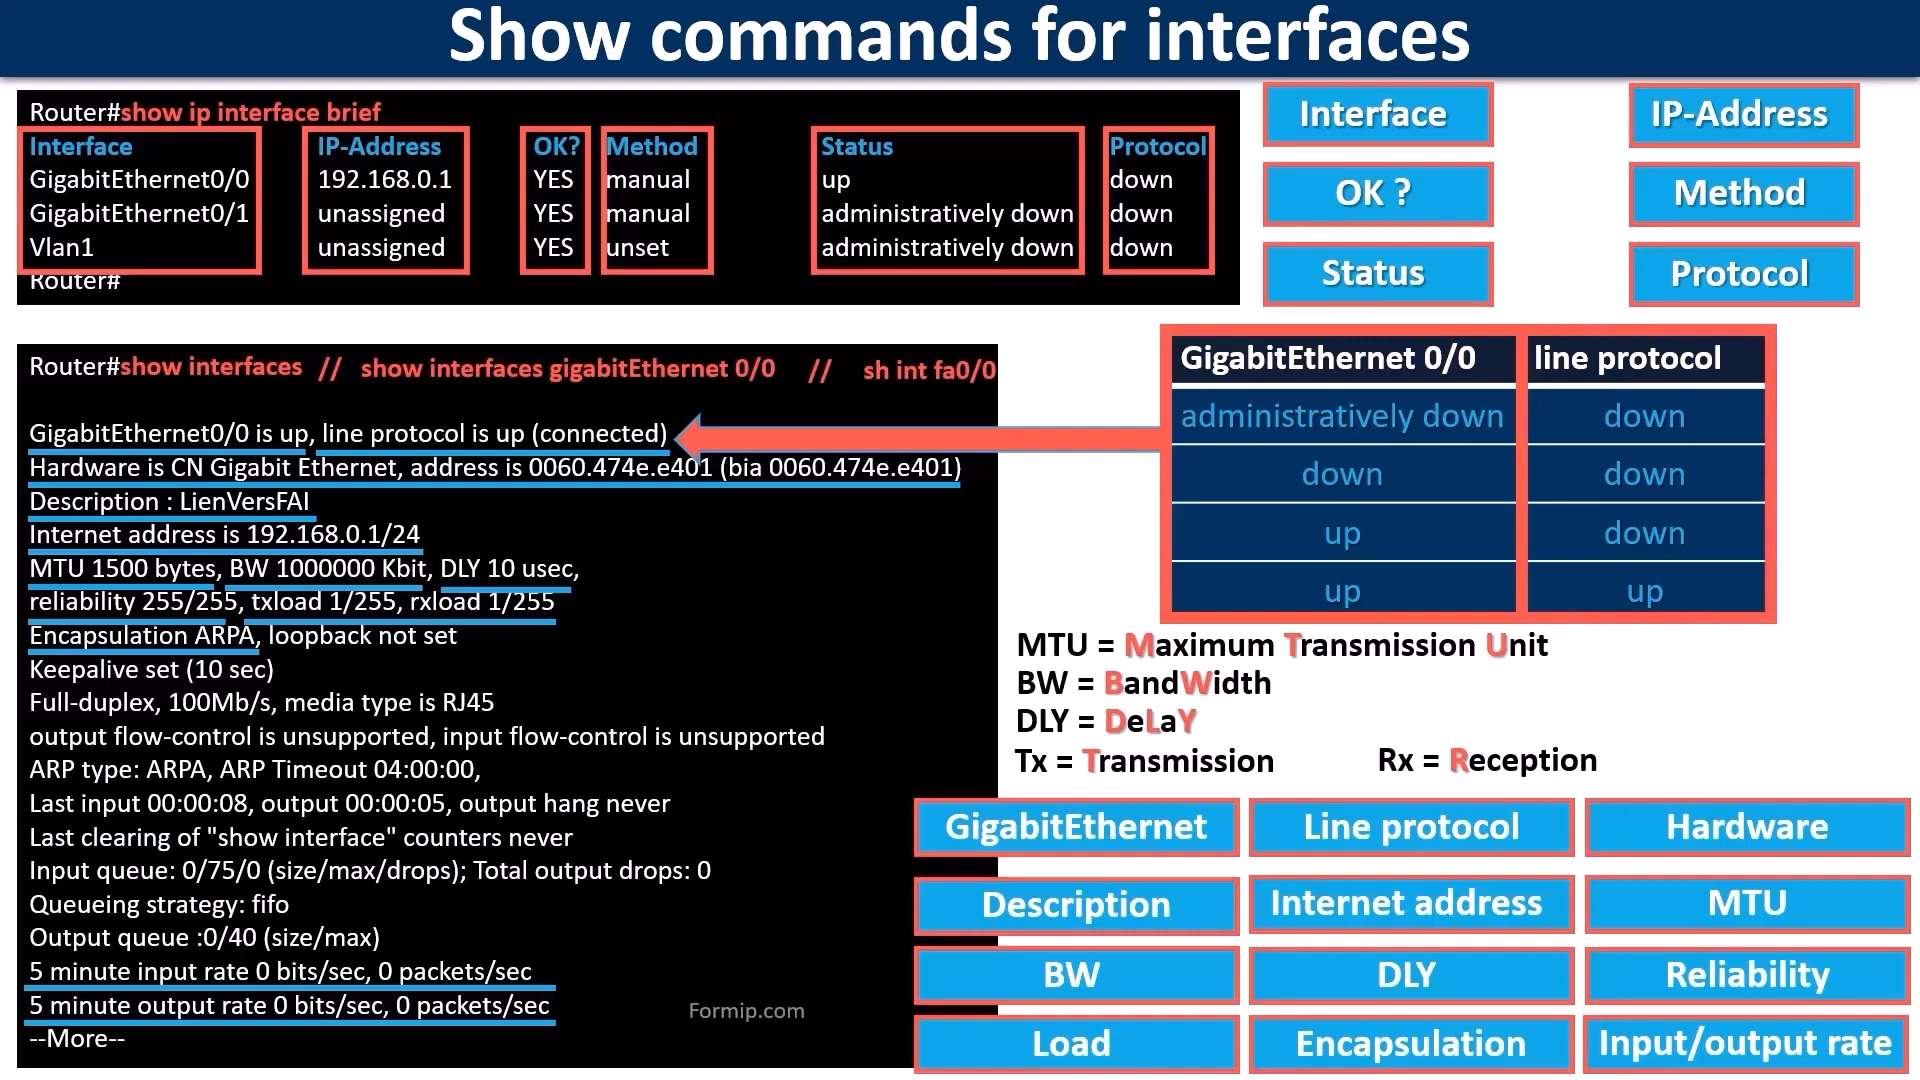 Show commands for interfaces
Router#show ip interface brief
Interface IP-Address OK? Method Status Protocol
GigabitEthernet0/0 192.168.0.1 YES manual up down
GigabitEthernet0/1 unassigned YES manual administratively down down
Vlan1 unassigned YES unset administratively down down
Router#
Interface IP-Address
OK ? Method
Status Protocol
Router#show interfaces // show interfaces gigabitEthernet 0/0 // sh int fa0/0
GigabitEthernet0/0 is up, line protocol is up (connected)
Hardware is CN Gigabit Ethernet, address is 0060.474e.e401 (bia 0060.474e.e401)
Description : LienVersFAI
Internet address is 192.168.0.1/24
MTU 1500 bytes, BW 1000000 Kbit, DLY 10 usec,
reliability 255/255, txload 1/255, rxload 1/255
Encapsulation ARPA, loopback not set
Keepalive set (10 sec)
Full-duplex, 100Mb/s, media type is RJ45
output flow-control is unsupported, input flow-control is unsupported
ARP type: ARPA, ARP Timeout 04:00:00,
Last input 00:00:08, output 00:00:05, output hang never
Last clearing of "show interface" counters never
Input queue: 0/75/0 (size/max/drops); Total output drops: 0
Queueing strategy: fifo
Output queue :0/40 (size/max)
5 minute input rate 0 bits/sec, 0 packets/sec
5 minute output rate 0 bits/sec, 0 packets/sec
--More--
Formip.com
GigabitEthernet 0/0 line protocol
administratively down down
down down
up down
up up
MTU = Maximum Transmission Unit
BW = BandWidth
DLY = DeLaY
Tx = Transmission Rx = Reception
GigabitEthernet Line protocol Hardware
Description Internet address MTU
BW DLY Reliability
Load Encapsulation Input/output rate